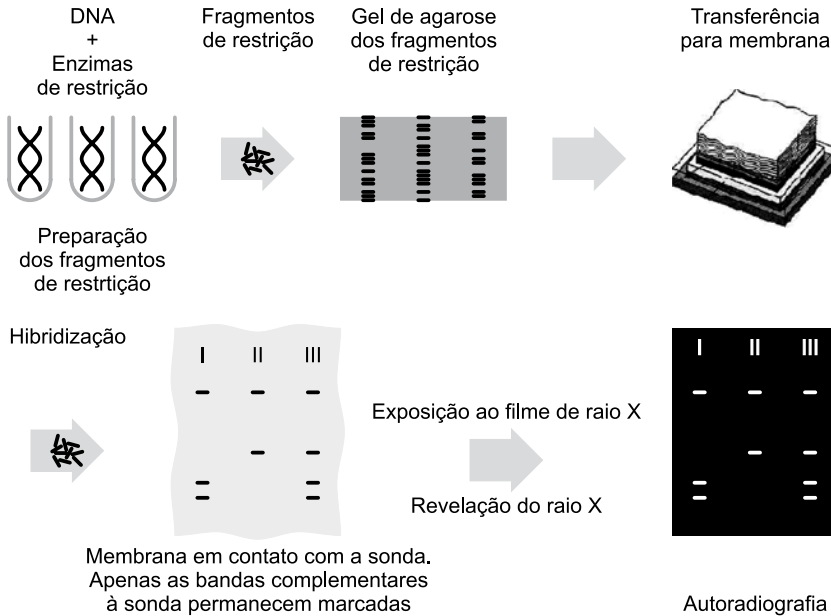 DNA
+
Enzimas
de restrição
Fragmentos
de restrição
Gel de agarose
dos fragmentos
de restrição
Transferência
para membrana
Preparação
dos fragmentos
de restrtição
Hibridização
I II III
Membrana em contato com a sonda.
Apenas as bandas complementares
à sonda permanecem marcadas
Exposição ao filme de raio X
Revelação do raio X
I II III
Autoradiografia